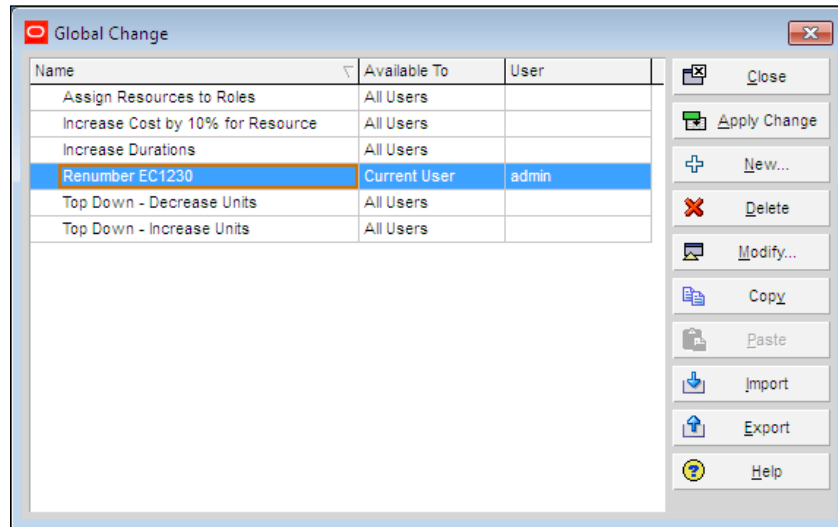 Global Change
Name Available To User
Assign Resources to Roles All Users
Increase Cost by 10% for Resource All Users
Increase Durations All Users
Renumber EC1230 Current User admin
Top Down - Decrease Units All Users
Top Down - Increase Units All Users
Close
Apply Change
New...
Delete
Modify...
Copy
Paste
Import
Export
Help